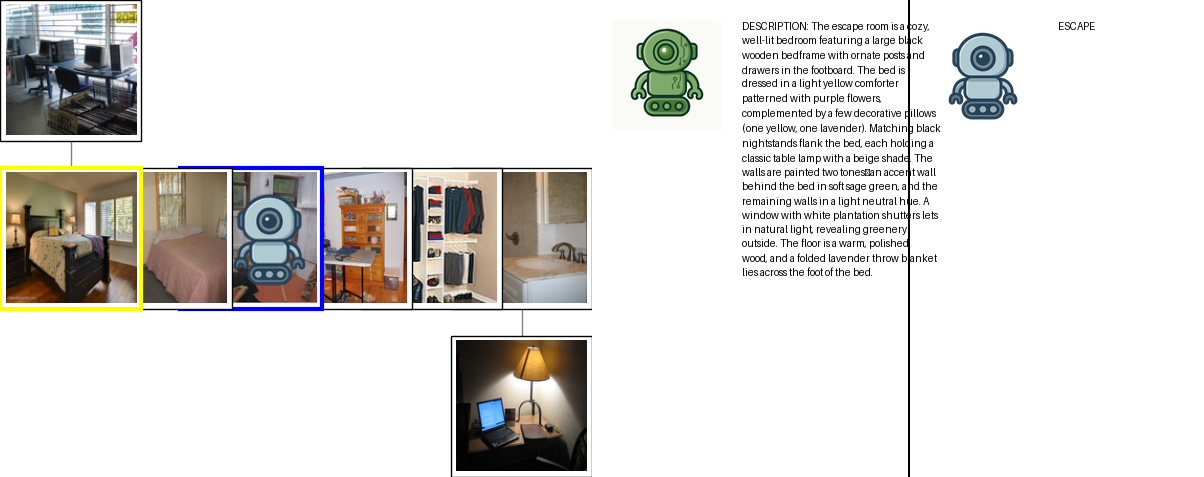 DESCRIPTION: The escape room is a cozy,
well-lit bedroom featuring a large black
wooden bedframe with ornate posts and
drawers in the footboard. The bed is
dressed in a light yellow comforter
patterned with purple flowers,
complemented by a few decorative pillows
(one yellow, one lavender). Matching black
nightstands flank the bed, each holding a
classic table lamp with a beige shade. The
walls are painted two tones an accent wall
behind the bed in soft sage green, and the
remaining walls in a light neutral hue. A
window with white plantation shutters lets
in natural light, revealing greenery
outside. The floor is a warm, polished
wood, and a folded lavender throw blanket
lies across the foot of the bed.
ESCAPE